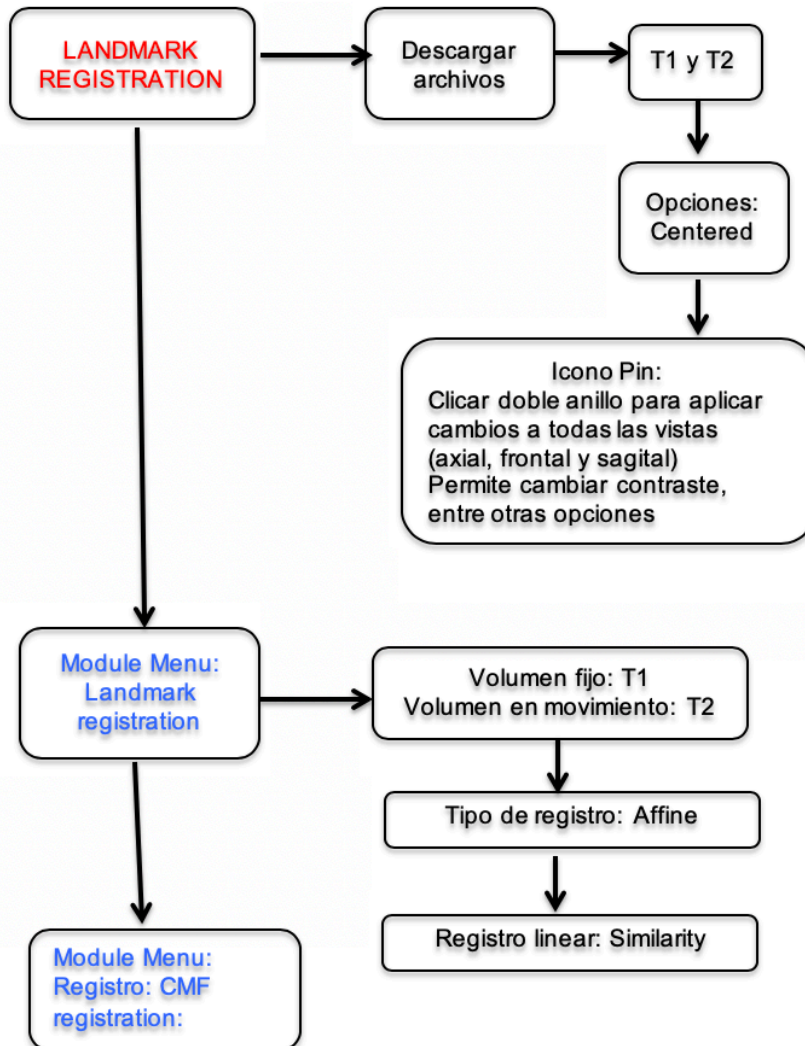 LANDMARK
REGISTRATION
Descargar
archivos
T1 y T2
Opciones:
Centered
Icono Pin:
Clicar doble anillo para aplicar
cambios a todas las vistas
(axial, frontal y sagital)
Permite cambiar contraste,
entre otras opciones
Module Menu:
Landmark
registration
Volumen fijo: T1
Volumen en movimiento: T2
Tipo de registro: Affine
Registro linear: Similarity
Module Menu:
Registro: CMF
registration: